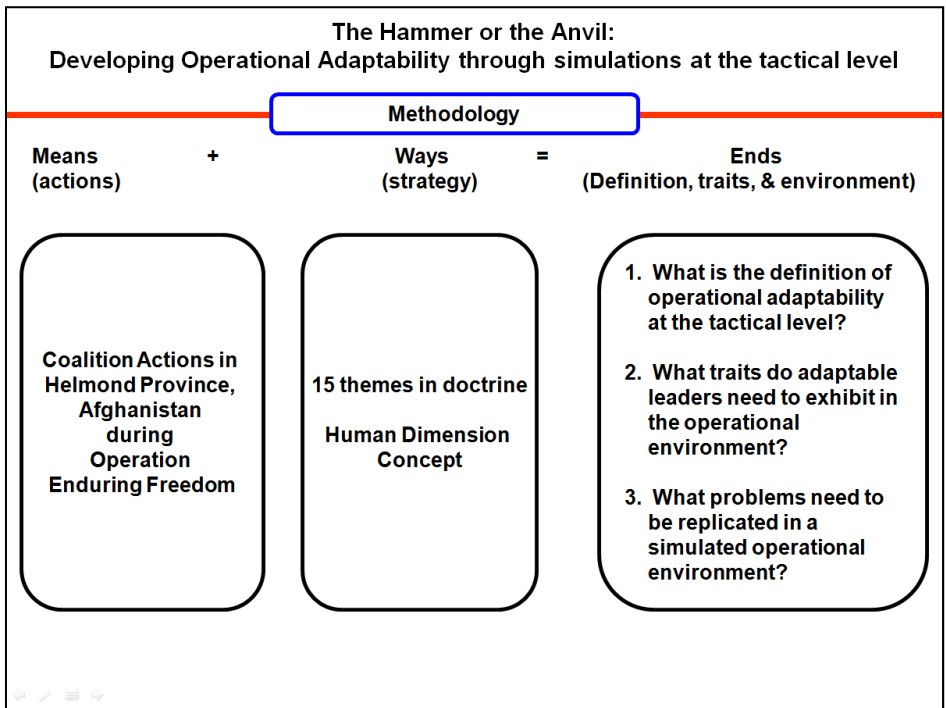 The Hammer or the Anvil:
Developing Operational Adaptability through simulations at the tactical level
Methodology
Means + Ways = Ends
(actions) (strategy) (Definition, traits, & environment)
Coalition Actions in
Helmond Province,
Afghanistan
during
Operation
Enduring Freedom
15 themes in doctrine
Human Dimension
Concept
1. What is the definition of
operational adaptability
at the tactical level?
2. What traits do adaptable
leaders need to exhibit in
the operational
environment?
3. What problems need to
be replicated in a
simulated operational
environment?